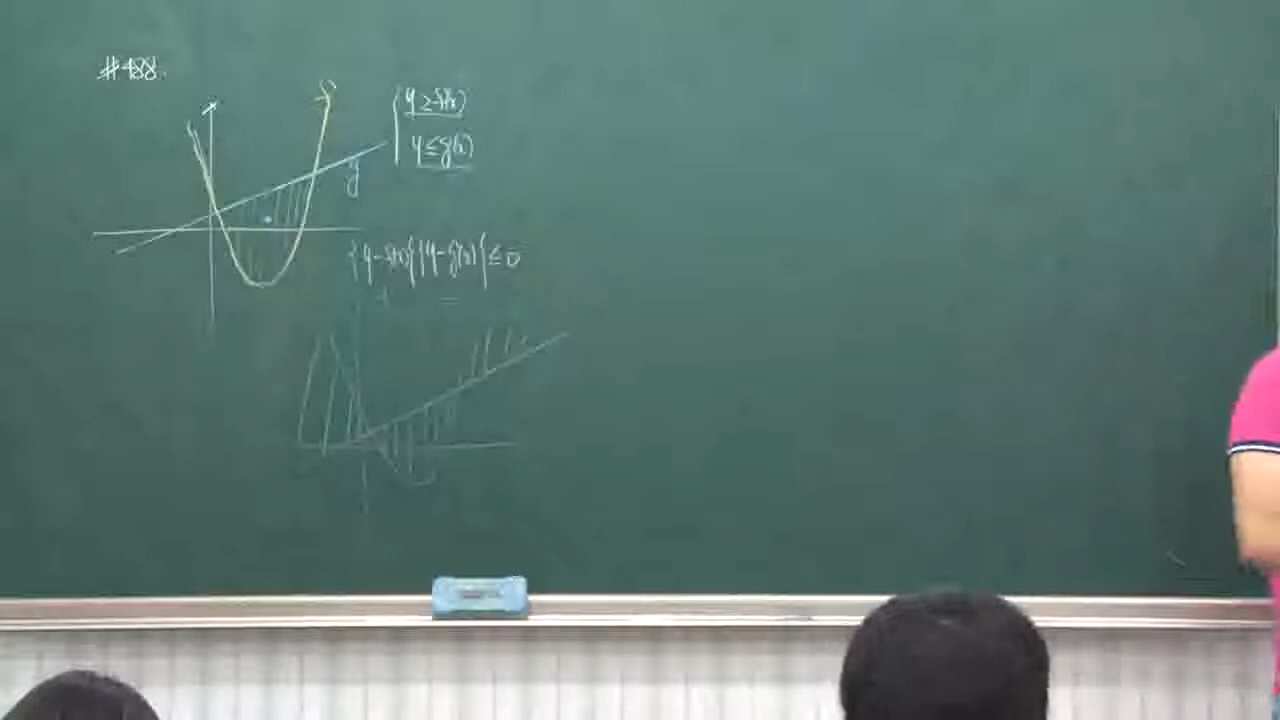 #488.
f
y ≥ f(x)
y ≤ g(x)
g
{y-f(x)}{y-g(x)} ≤ 0